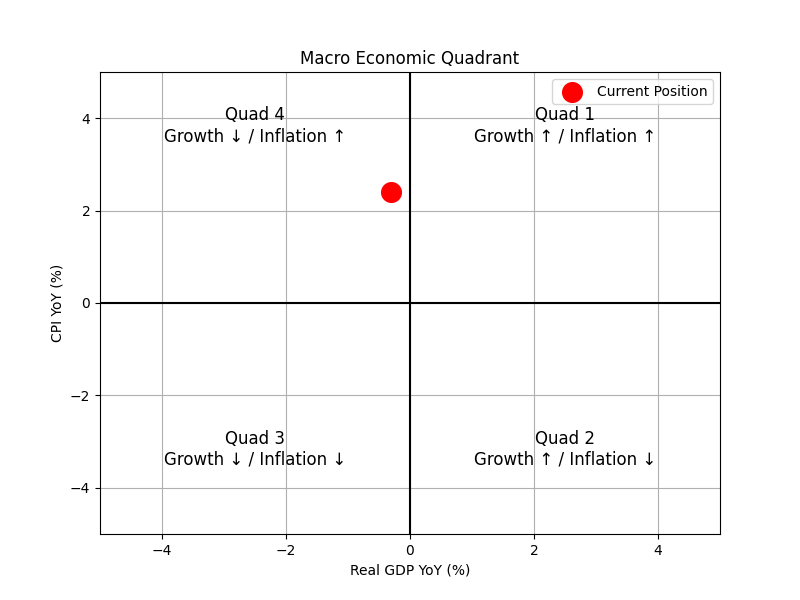 Macro Economic Quadrant
Current Position
Quad 4
Growth ↓ / Inflation ↑
Quad 1
Growth ↑ / Inflation ↑
4
2
0
−2
−4
CPI YoY (%)
Quad 3
Growth ↓ / Inflation ↓
Quad 2
Growth ↑ / Inflation ↓
−4
−2
0
2
4
Real GDP YoY (%)